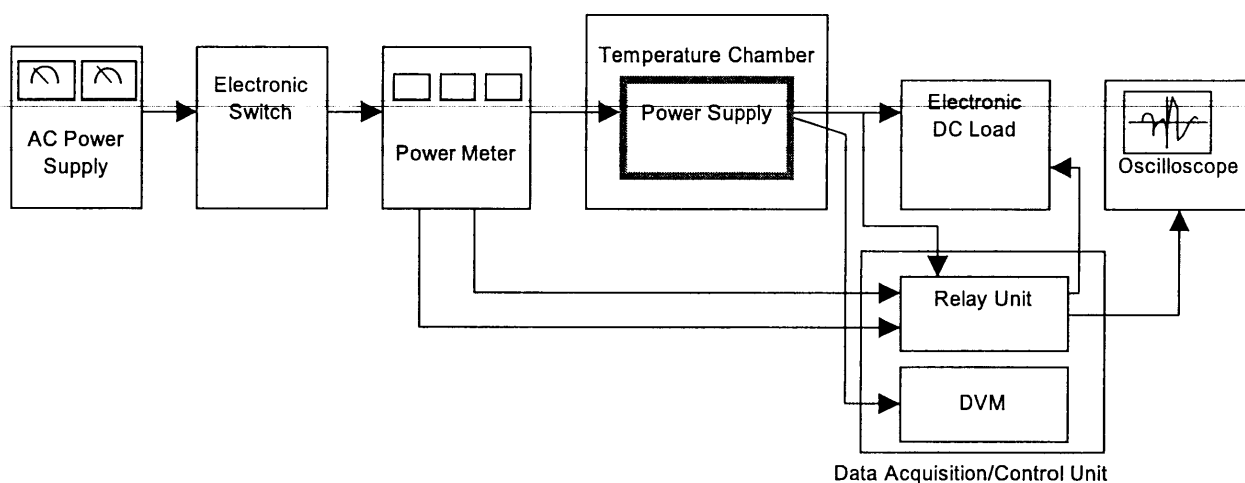 AC Power
Supply
Electronic
Switch
Power Meter
Temperature Chamber
Power Supply
Electronic
DC Load
Oscilloscope
Relay Unit
DVM
Data Acquisition/Control Unit